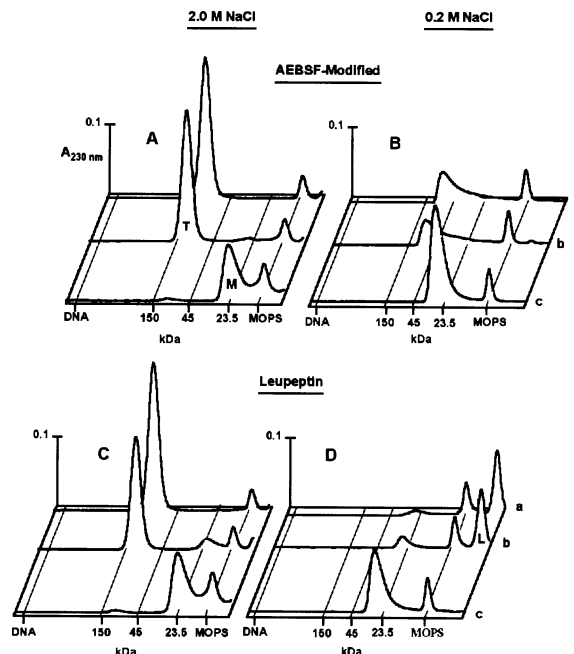 2.0 M NaCl 0.2 M NaCl
AEBSF-Modified
0.1 0.1
A B
A230 nm
T
M
b
c
DNA 150 45 23.5 MOPS DNA 150 45 23.5 MOPS
kDa kDa
Leupeptin
0.1 0.1
C D
a
b
L
c
DNA 150 45 23.5 MOPS DNA 150 45 23.5 MOPS
kDa kDa